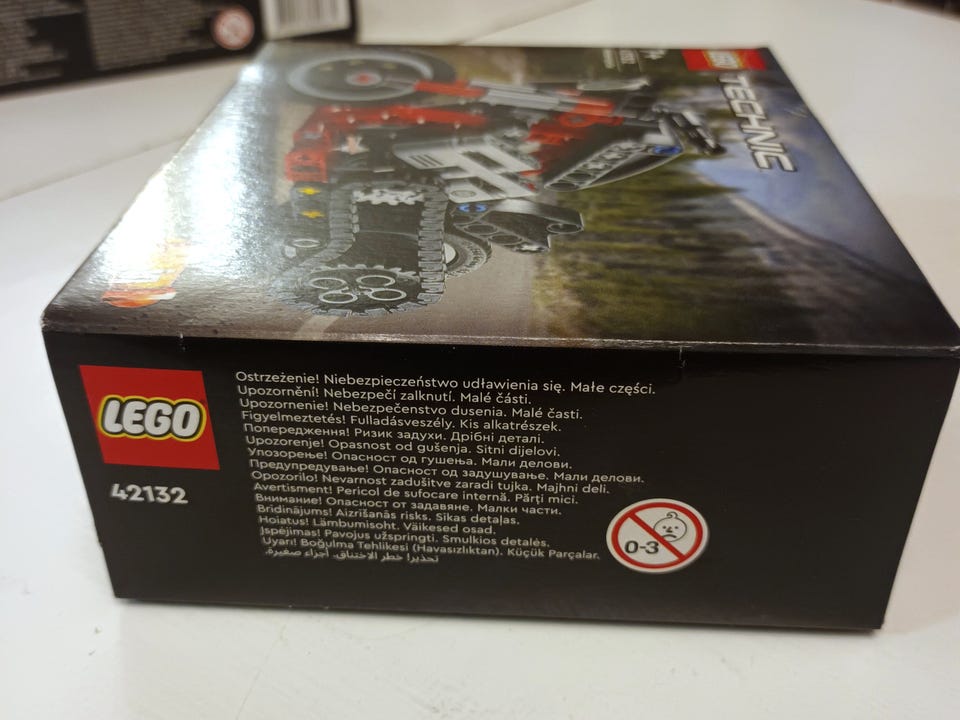 LEGO
TECHNIC
LEGO
42132
Ostrzeżenie! Niebezpieczeństwo udławienia się. Małe części.
Upozornění! Nebezpečí zalknutí. Malé části.
Upozornenie! Nebezpečenstvo dusenia. Malé časti.
Figyelmeztetés! Fulladásveszély. Kis alkatrészek.
Попередження! Ризик задухи. Дрібні деталі.
Upozorenje! Opasnost od gušenja. Sitni dijelovi.
Упозорење! Опасност од гушења. Мали делови.
Предупредување! Опасност од задушување. Мали делови.
Opozorilo! Nevarnost zadušitve zaradi tujka. Majhni deli.
Avertisment! Pericol de sufocare internă. Părți mici.
Внимание! Опасност от задавяне. Малки части.
Bridinājums! Aizrīšanās risks. Sīkas detaļas.
Hoiatus! Lämbumisoht. Väikesed osad.
Įspėjimas! Pavojus užspringti. Smulkios detalės.
Uyarı! Boğulma Tehlikesi (Havasızlıktan). Küçük Parçalar.
تحذير! خطر الاختناق. أجزاء صغيرة.
0-3